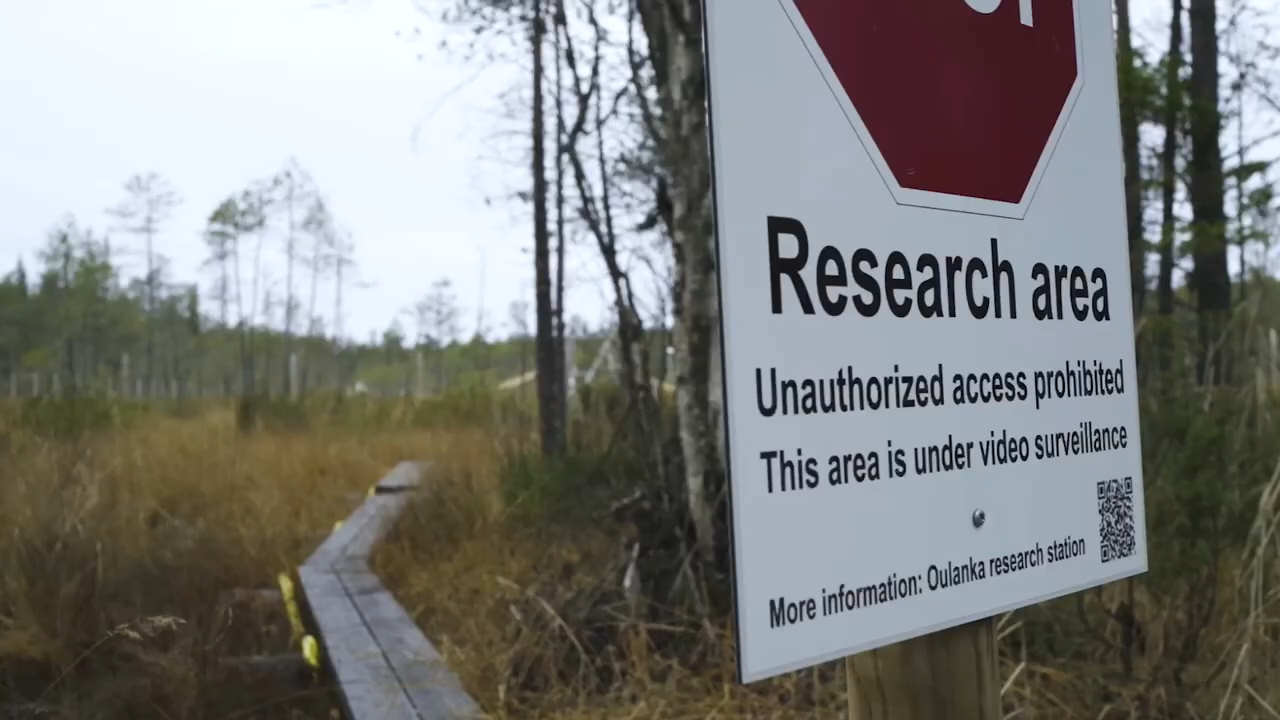 Research area
Unauthorized access prohibited
This area is under video surveillance
More information: Oulanka research station